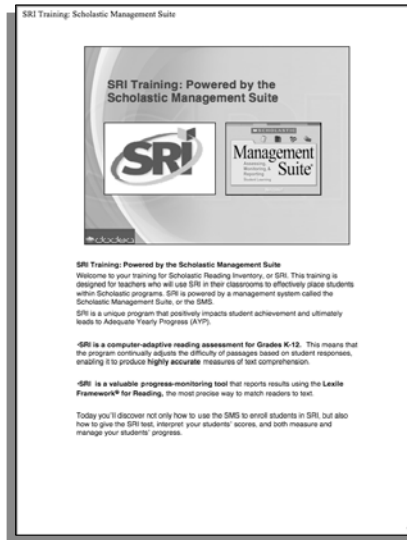 SRI Training: Scholastic Management Suite
SRI Training: Powered by the
Scholastic Management Suite
SRI
SCHOLASTIC
Management
Suite
dodea
SRI Training: Powered by the Scholastic Management Suite
Welcome to your training for Scholastic Reading Inventory, or SRI. This training is
designed for teachers who will use SRI in their classrooms to effectively place students
within Scholastic programs. SRI is powered by a management system called the
Scholastic Management Suite, or the SMS.
SRI is a unique program that positively impacts student achievement and ultimately
leads to Adequate Yearly Progress (AYP).
•SRI is a computer-adaptive reading assessment for Grades K-12. This means that
the program continually adjusts the difficulty of passages based on student responses,
enabling it to produce highly accurate measures of text comprehension.
•SRI is a valuable progress-monitoring tool that reports results using the Lexile
Framework® for Reading, the most precise way to match readers to text.
Today you'll discover not only how to use the SMS to enroll students in SRI, but also
how to give the SRI test, interpret your students' scores, and both measure and
manage your students' progress.